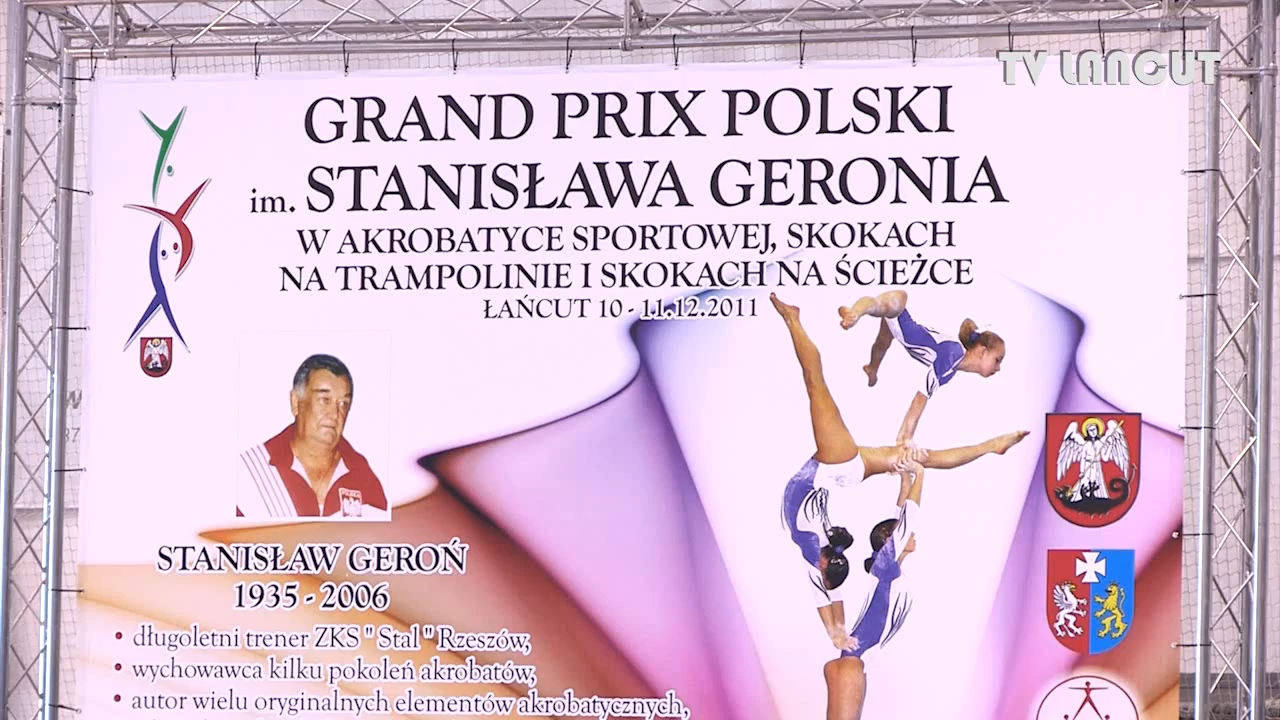 TV LANCUT
GRAND PRIX POLSKI
im. STANISŁAWA GERONIA
W AKROBATYCE SPORTOWEJ, SKOKACH
NA TRAMPOLINIE I SKOKACH NA ŚCIEŻCE
ŁAŃCUT 10 - 11.12.2011
POLSKA
STANISŁAW GEROŃ
1935 - 2006
• długoletni trener ZKS " Stal " Rzeszów,
• wychowawca kilku pokoleń akrobatów,
• autor wielu oryginalnych elementów akrobatycznych,